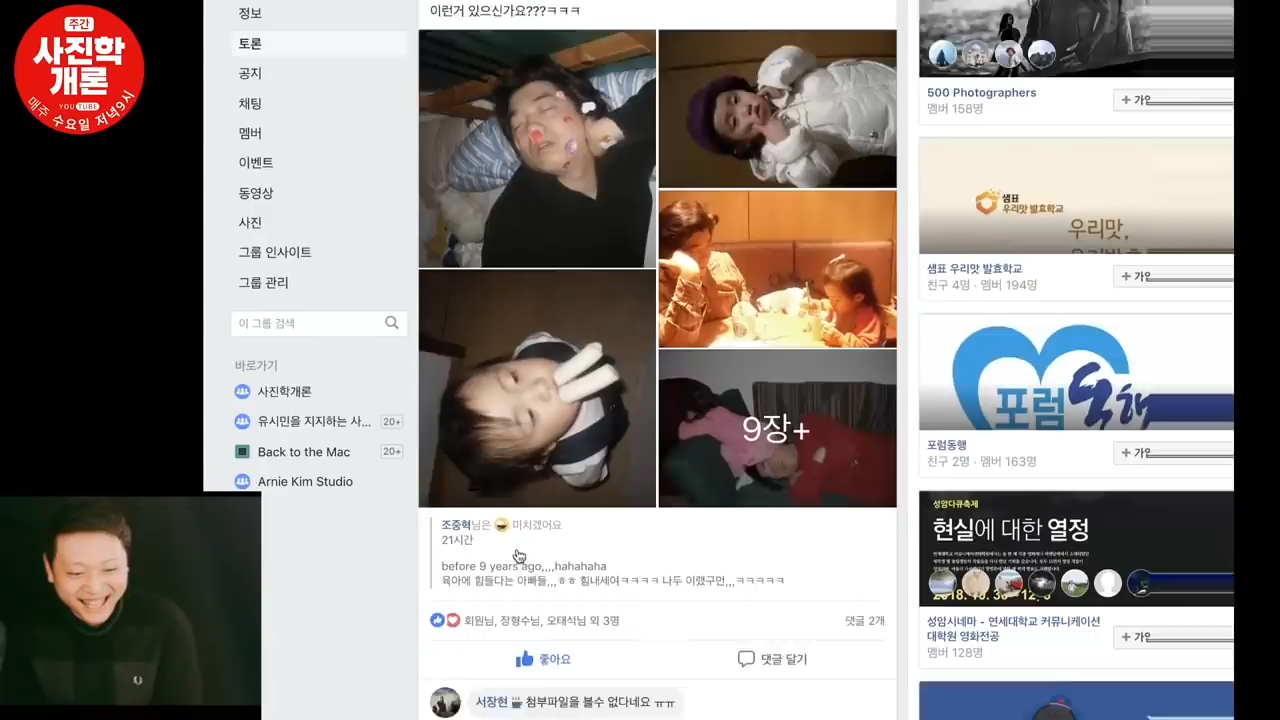 주간
사진학
개론
YOUTUBE
매주 수요일 저녁9시
정보
토론
공지
채팅
멤버
이벤트
동영상
사진
그룹 인사이트
그룹 관리
이 그룹 검색
바로가기
사진학개론
유시민을 지지하는 사... 20+
Back to the Mac 20+
Arnie Kim Studio
이런거 있으신가요???ㅋㅋㅋ
9장+
조중혁님은 미치겠어요
21시간
before 9 years ago,,,,hahahaha
육아에 힘들다는 아빠들,,,ㅎㅎ 힘내세여ㅋㅋㅋㅋ 나두 이랬구먼,,,ㅋㅋㅋㅋㅋ
회원님, 장형수님, 오태석님 외 3명
댓글 2개
좋아요
댓글 달기
서장현 첨부파일을 볼수 없다네요 ㅠㅠ
500 Photographers
멤버 158명
+ 가입
샘표
우리맛 발효학교
우리맛,
샘표 우리맛 발효학교
친구 4명 · 멤버 194명
+ 가입
포럼동행
포럼동행
친구 2명 · 멤버 163명
+ 가입
성암다큐축제
현실에 대한 열정
성암시네마 - 연세대학교 커뮤니케이션
대학원 영화전공
멤버 128명
+ 가입